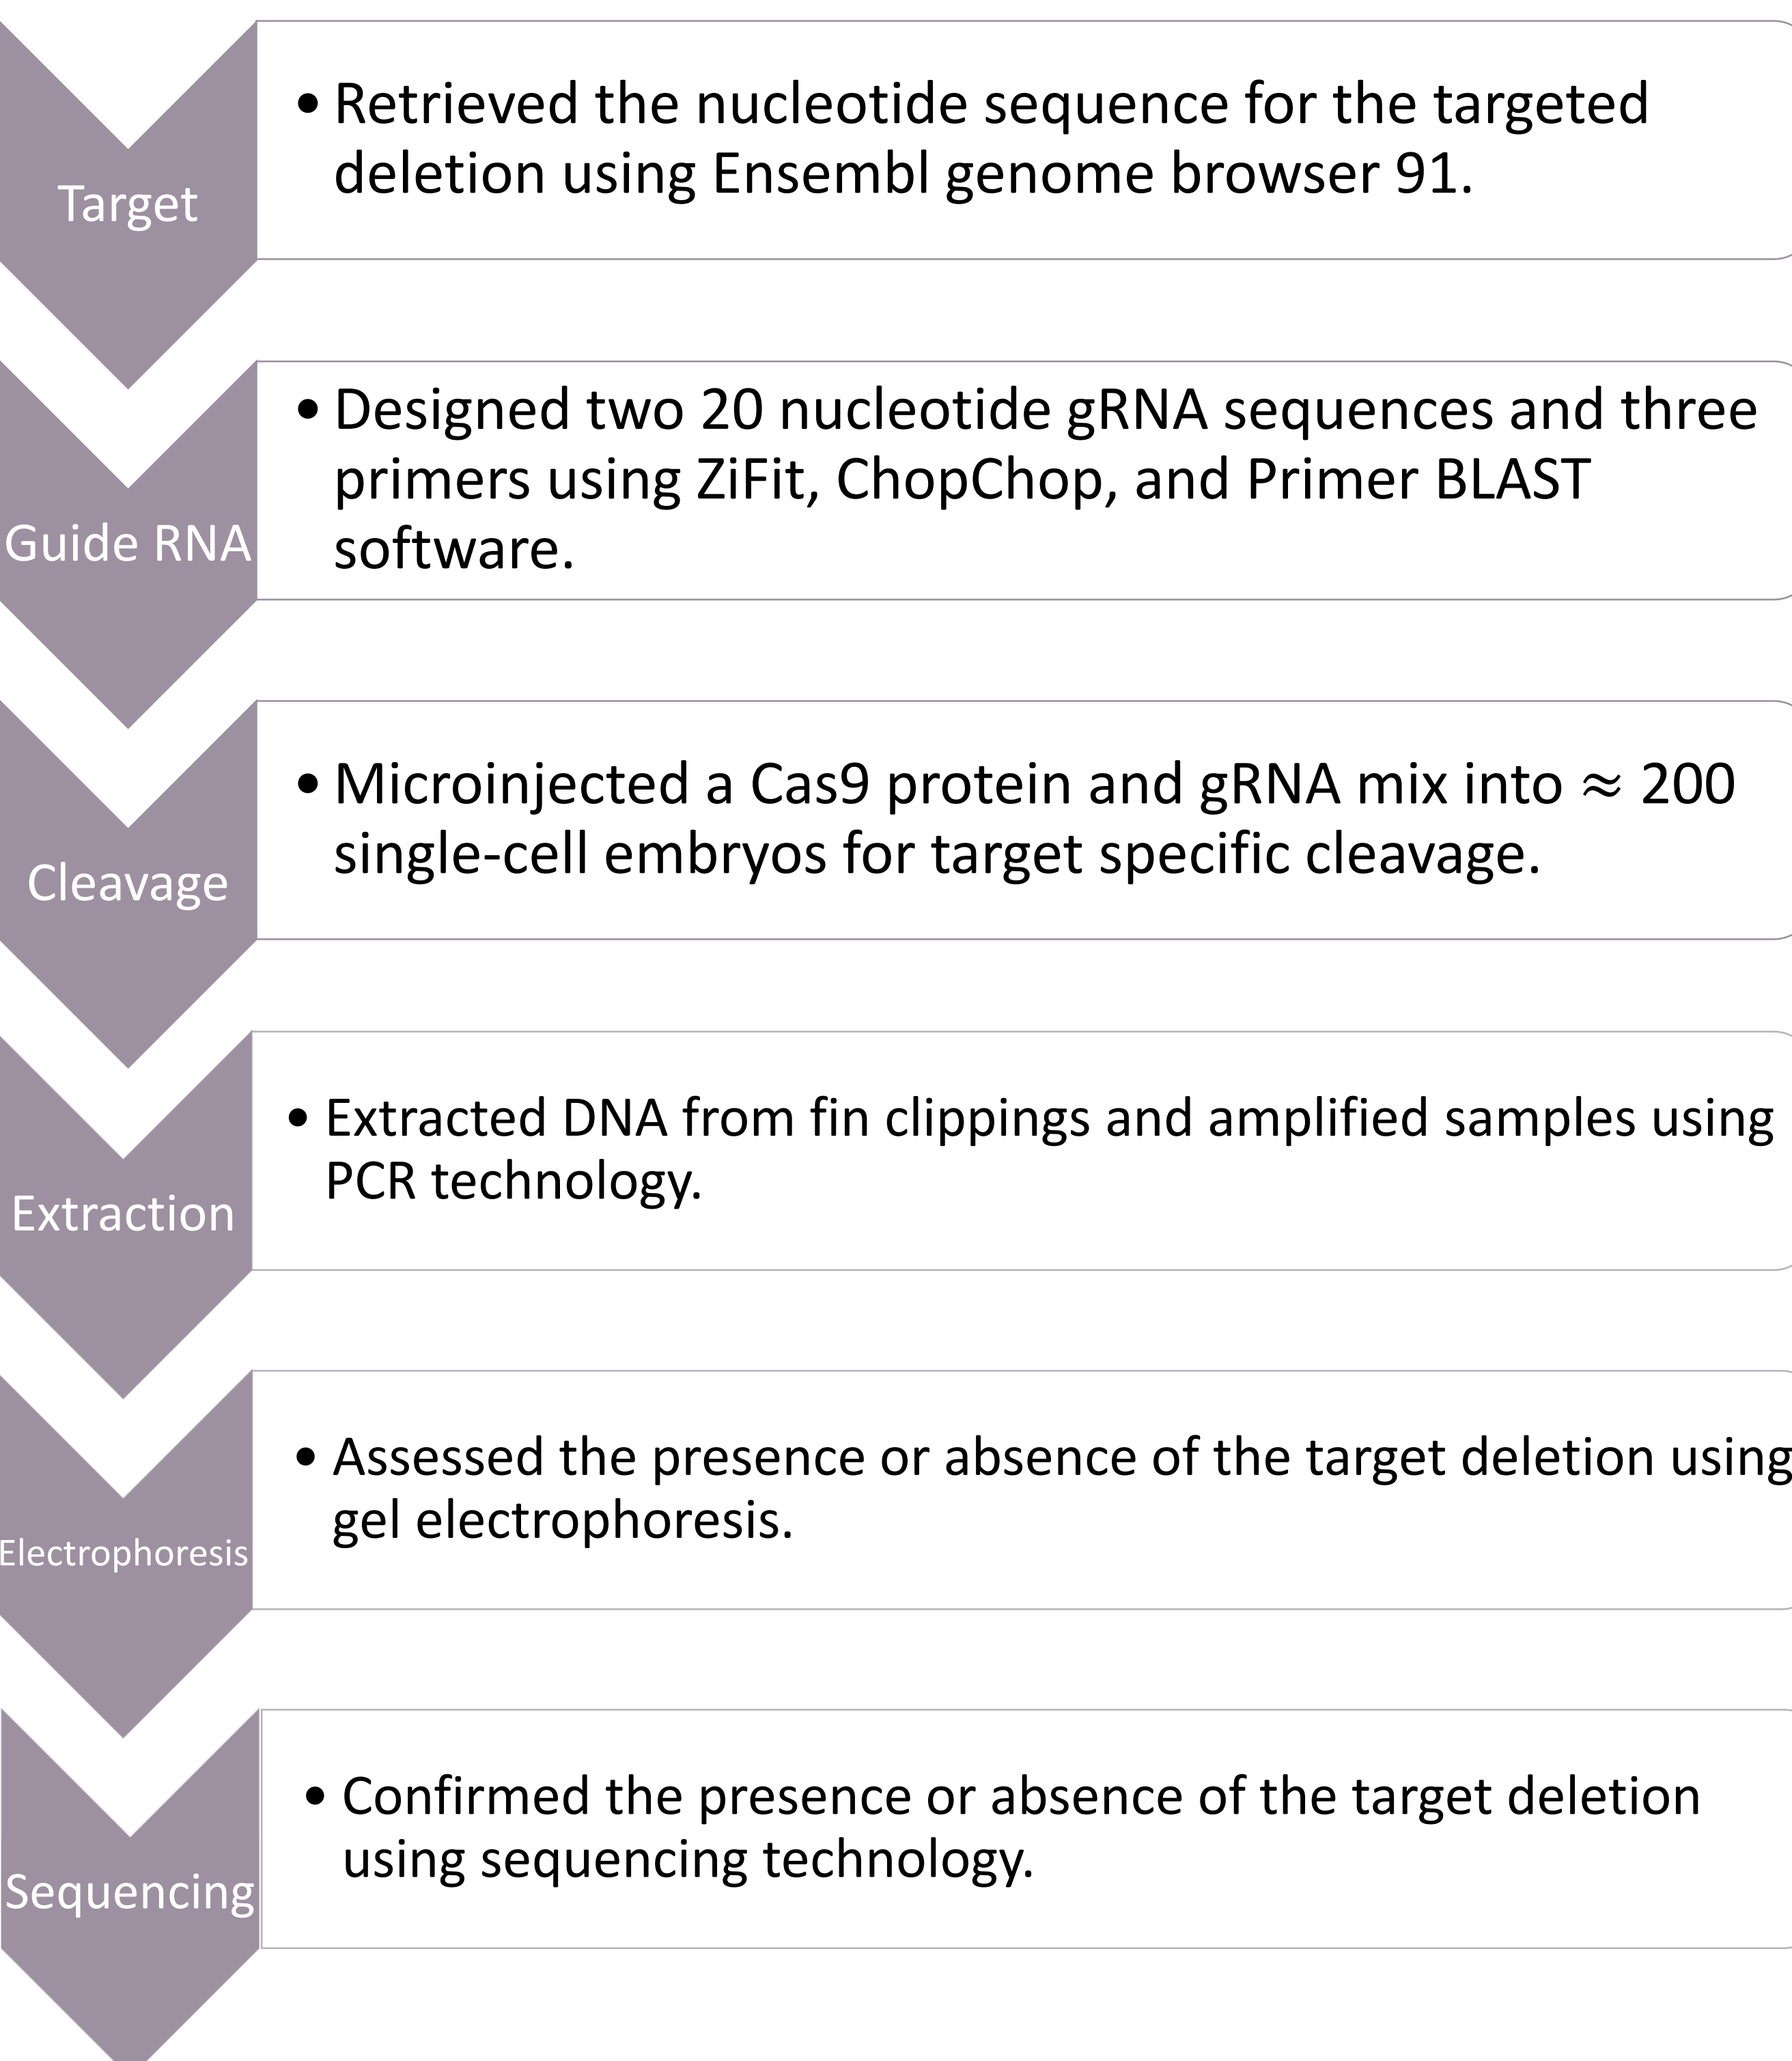 Target
• Retrieved the nucleotide sequence for the targeted
deletion using Ensembl genome browser 91.
Guide RNA
• Designed two 20 nucleotide gRNA sequences and three
primers using ZiFit, ChopChop, and Primer BLAST
software.
Cleavage
• Microinjected a Cas9 protein and gRNA mix into ≈ 200
single-cell embryos for target specific cleavage.
Extraction
• Extracted DNA from fin clippings and amplified samples using
PCR technology.
Electrophoresis
• Assessed the presence or absence of the target deletion using
gel electrophoresis.
Sequencing
• Confirmed the presence or absence of the target deletion
using sequencing technology.